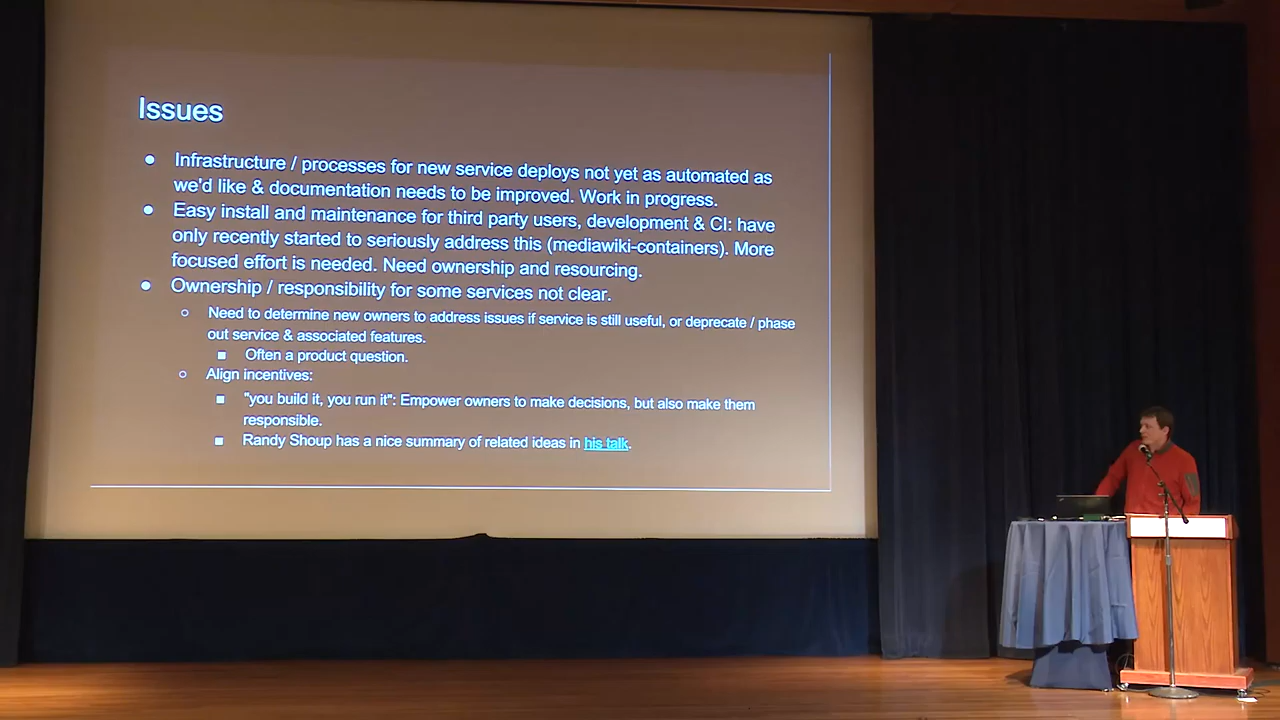 Issues
● Infrastructure / processes for new service deploys not yet as automated as
we'd like & documentation needs to be improved. Work in progress.
● Easy install and maintenance for third party users, development & CI: have
only recently started to seriously address this (mediawiki-containers). More
focused effort is needed. Need ownership and resourcing.
● Ownership / responsibility for some services not clear.
○ Need to determine new owners to address issues if service is still useful, or deprecate / phase
out service & associated features.
■ Often a product question.
○ Align incentives:
■ "you build it, you run it": Empower owners to make decisions, but also make them
responsible.
■ Randy Shoup has a nice summary of related ideas in his talk.